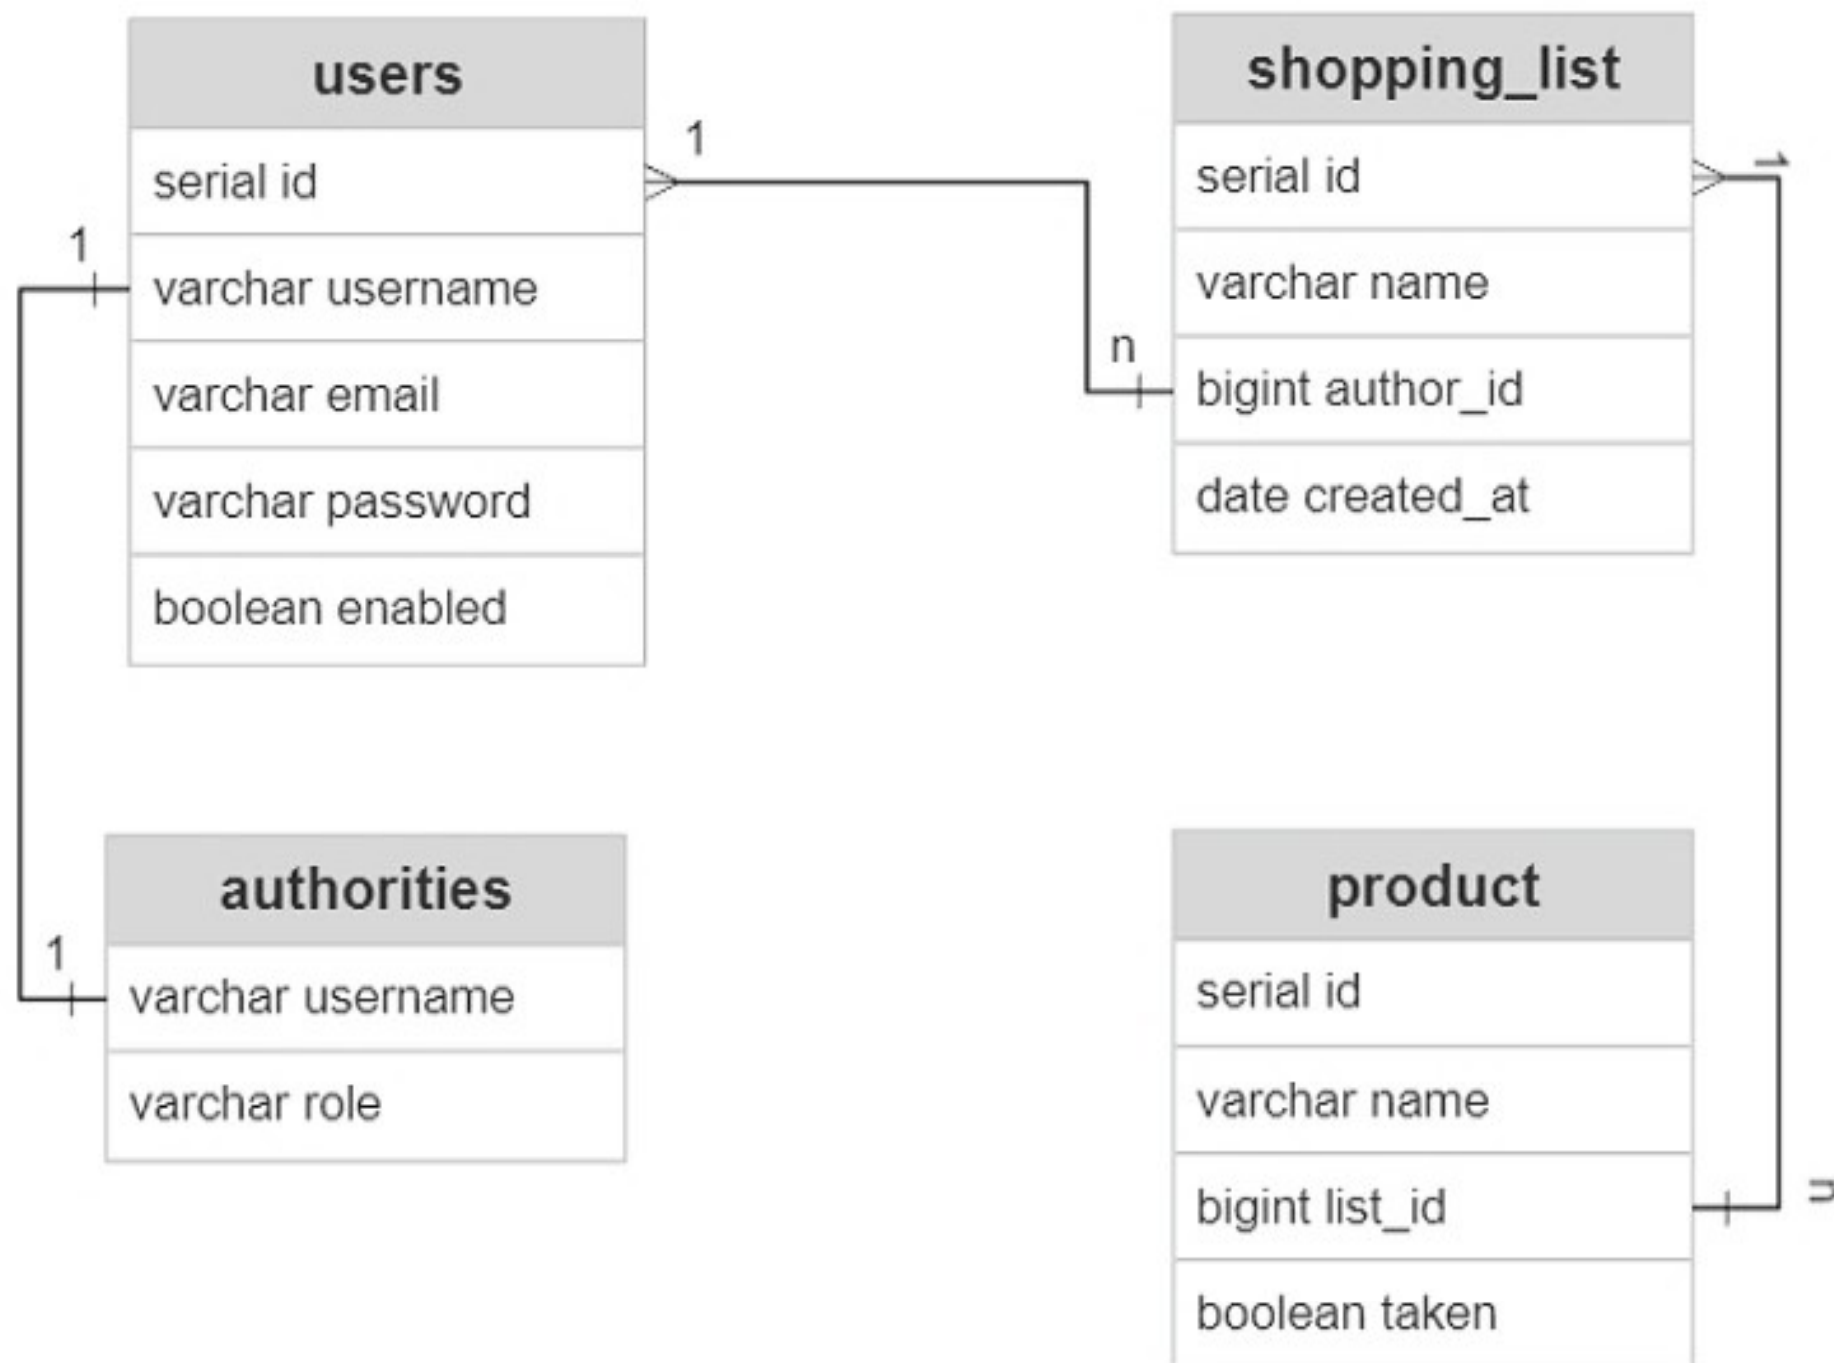 users
serial id
varchar username
varchar email
varchar password
boolean enabled
1
1
n
1
shopping_list
serial id
varchar name
bigint author_id
date created_at
1
authorities
varchar username
varchar role
product
serial id
varchar name
bigint list_id
boolean taken
n